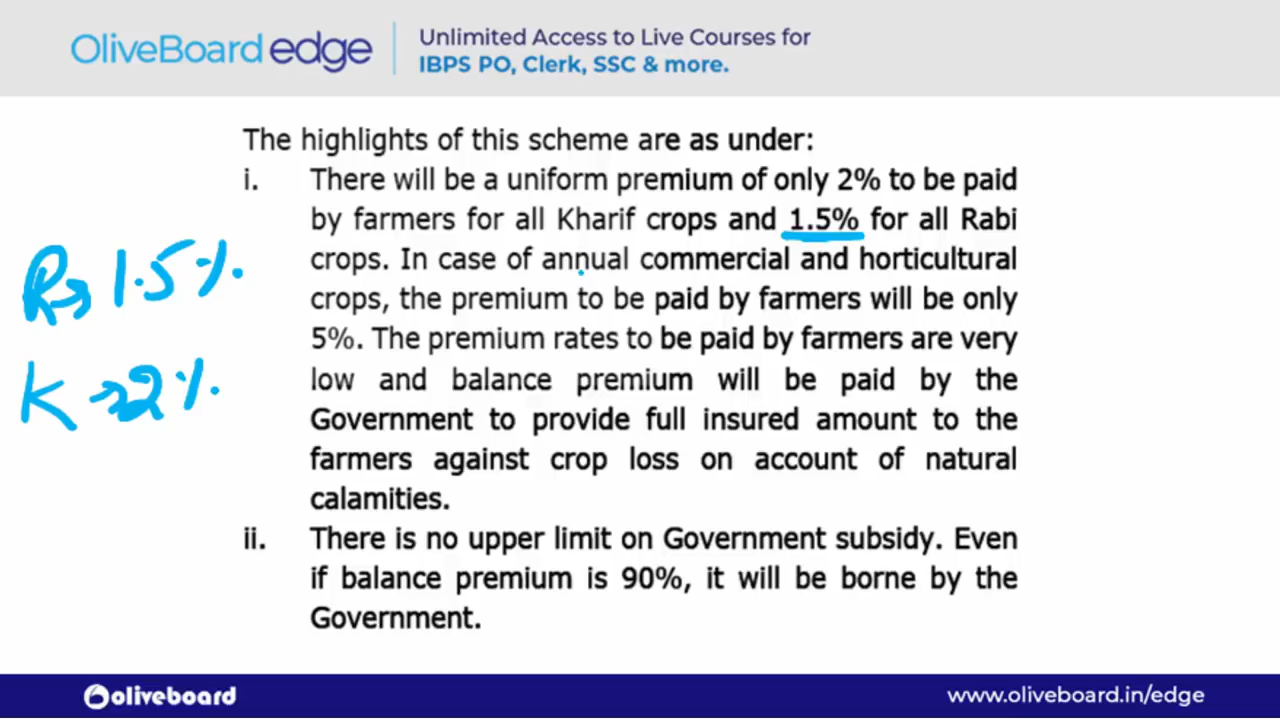 OliveBoard edge
Unlimited Access to Live Courses for
IBPS PO, Clerk, SSC & more.
The highlights of this scheme are as under:
i. There will be a uniform premium of only 2% to be paid
by farmers for all Kharif crops and 1.5% for all Rabi
crops. In case of annual commercial and horticultural
crops, the premium to be paid by farmers will be only
5%. The premium rates to be paid by farmers are very
low and balance premium will be paid by the
Government to provide full insured amount to the
farmers against crop loss on account of natural
calamities.
ii. There is no upper limit on Government subsidy. Even
if balance premium is 90%, it will be borne by the
Government.
R→ 1.5%
K → 2%
oliveboard
www.oliveboard.in/edge